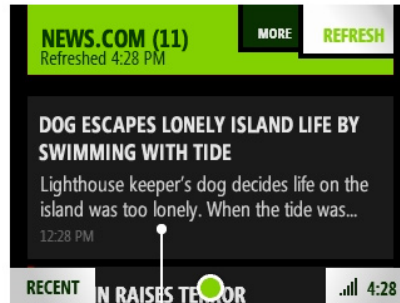 NEWS.COM (11)
Refreshed 4:28 PM
MORE
REFRESH
DOG ESCAPES LONELY ISLAND LIFE BY
SWIMMING WITH TIDE
Lighthouse keeper's dog decides life on the
island was too lonely. When the tide was...
12:28 PM
RECENT
IN RAISES TERROR
4:28